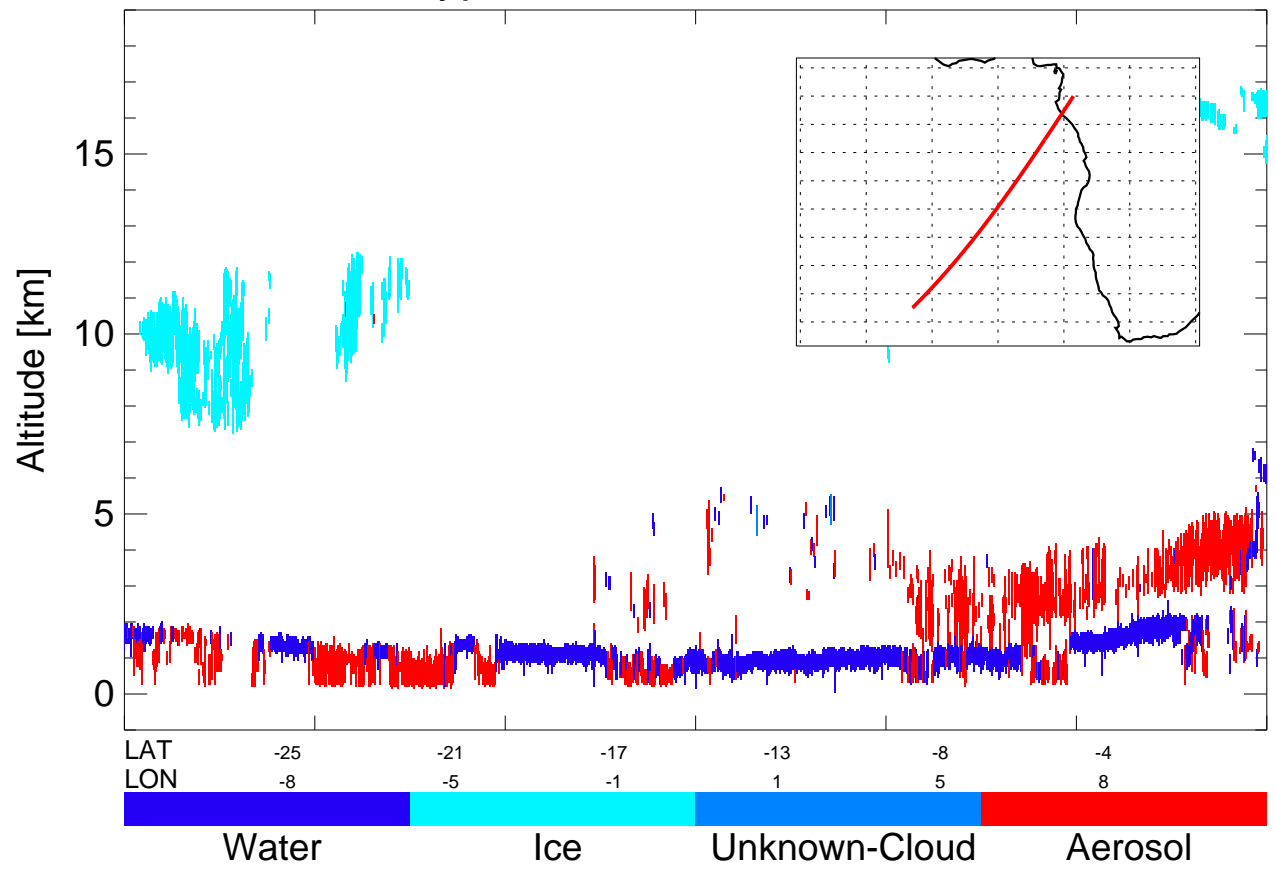 15
10
5
0
Altitude [km]
LAT -25 -21 -17 -13 -8 -4
LON -8 -5 -1 1 5 8
Water Ice Unknown-Cloud Aerosol